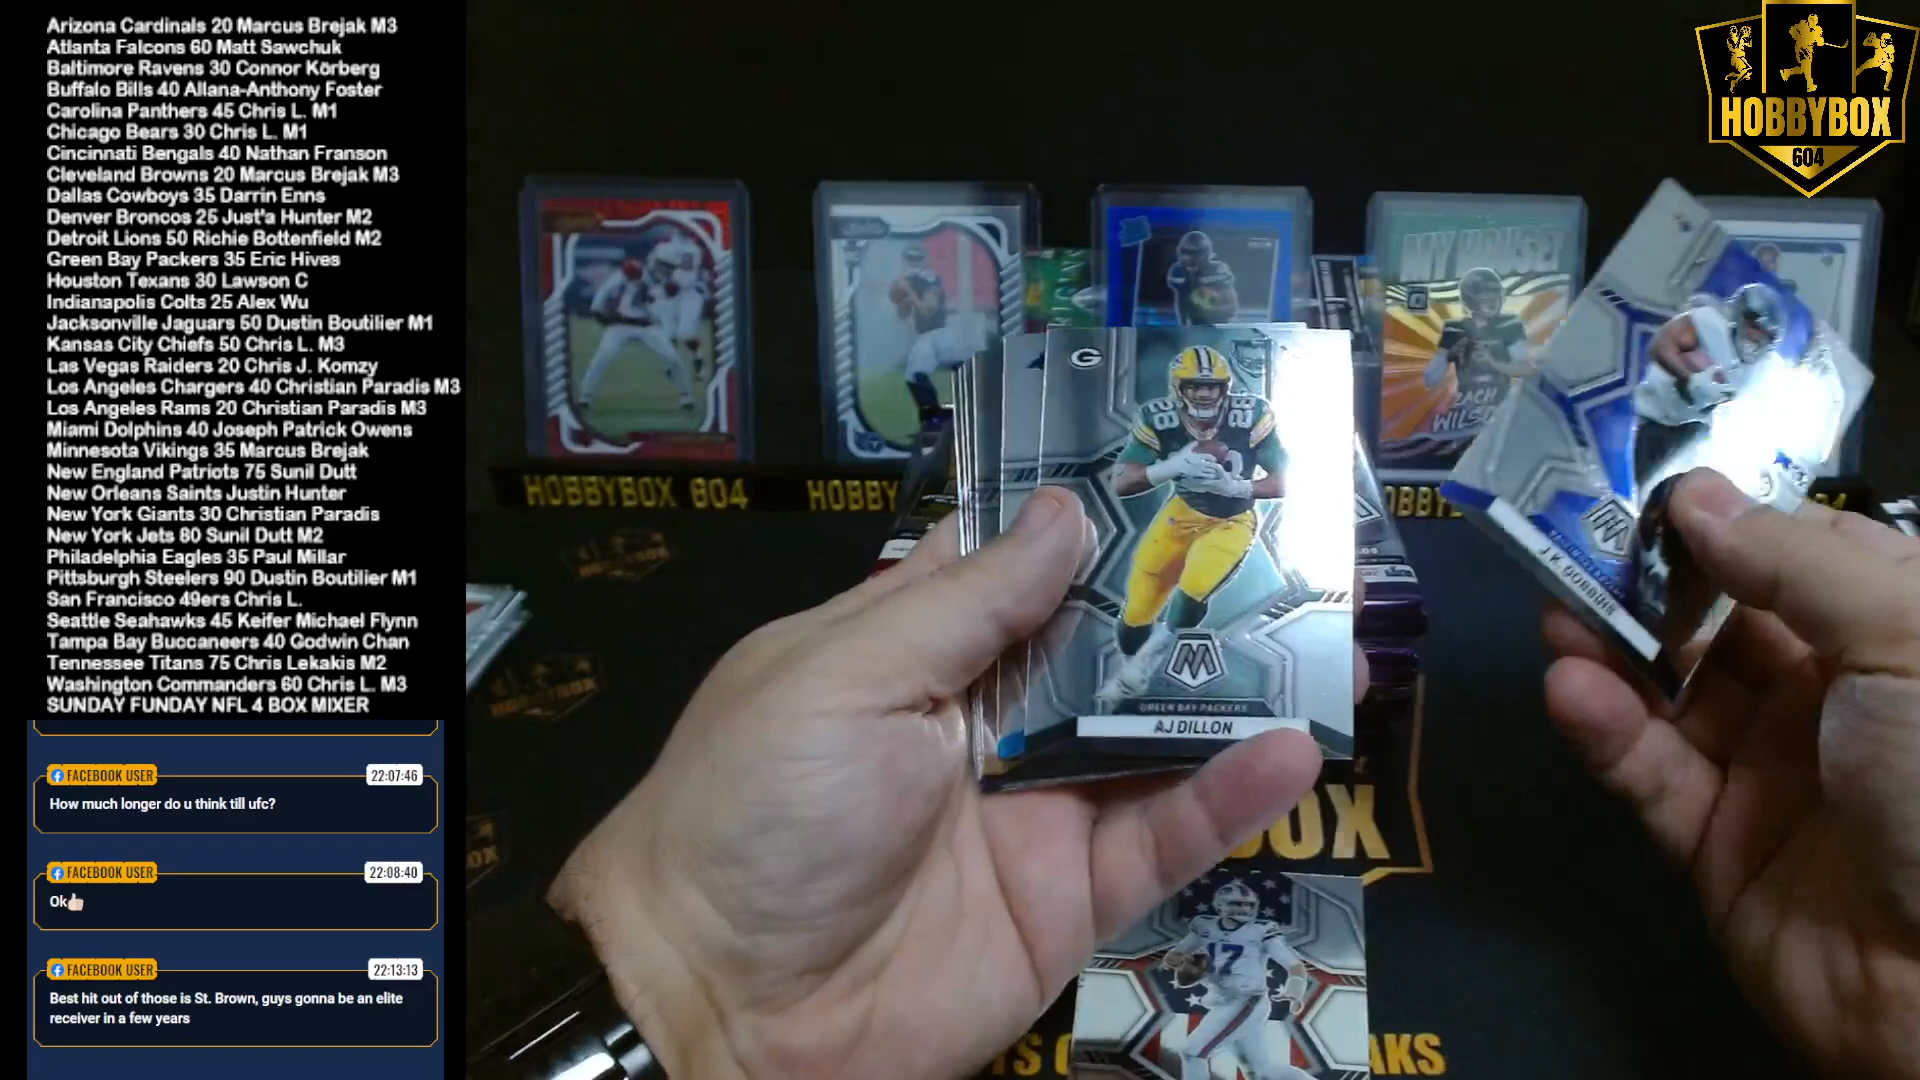 Arizona Cardinals 20 Marcus Brejak M3
Atlanta Falcons 60 Matt Sawchuk
Baltimore Ravens 30 Connor Körberg
Buffalo Bills 40 Allana-Anthony Foster
Carolina Panthers 45 Chris L. M1
Chicago Bears 30 Chris L. M1
Cincinnati Bengals 40 Nathan Franson
Cleveland Browns 20 Marcus Brejak M3
Dallas Cowboys 35 Darrin Enns
Denver Broncos 25 Just'a Hunter M2
Detroit Lions 50 Richie Bottenfield M2
Green Bay Packers 35 Eric Hives
Houston Texans 30 Lawson C
Indianapolis Colts 25 Alex Wu
Jacksonville Jaguars 50 Dustin Boutilier M1
Kansas City Chiefs 50 Chris L. M3
Las Vegas Raiders 20 Chris J. Komzy
Los Angeles Chargers 40 Christian Paradis M3
Los Angeles Rams 20 Christian Paradis M3
Miami Dolphins 40 Joseph Patrick Owens
Minnesota Vikings 35 Marcus Brejak
New England Patriots 75 Sunil Dutt
New Orleans Saints Justin Hunter
New York Giants 30 Christian Paradis
New York Jets 80 Sunil Dutt M2
Philadelphia Eagles 35 Paul Millar
Pittsburgh Steelers 90 Dustin Boutilier M1
San Francisco 49ers Chris L.
Seattle Seahawks 45 Keifer Michael Flynn
Tampa Bay Buccaneers 40 Godwin Chan
Tennessee Titans 75 Chris Lekakis M2
Washington Commanders 60 Chris L. M3
SUNDAY FUNDAY NFL 4 BOX MIXER
FACEBOOK USER 22:07:46
How much longer do u think till ufc?
FACEBOOK USER 22:08:40
Ok👍🏻
FACEBOOK USER 22:13:13
Best hit out of those is St. Brown, guys gonna be an elite
receiver in a few years
HOBBYBOX
604
MY HOUSE!
ZACH
WILSON
HOBBYBOX 604
HOBBY
G
28
28
M
GREEN BAY PACKERS
AJ DILLON
J.K. DOBBINS
BOX
17
AKS